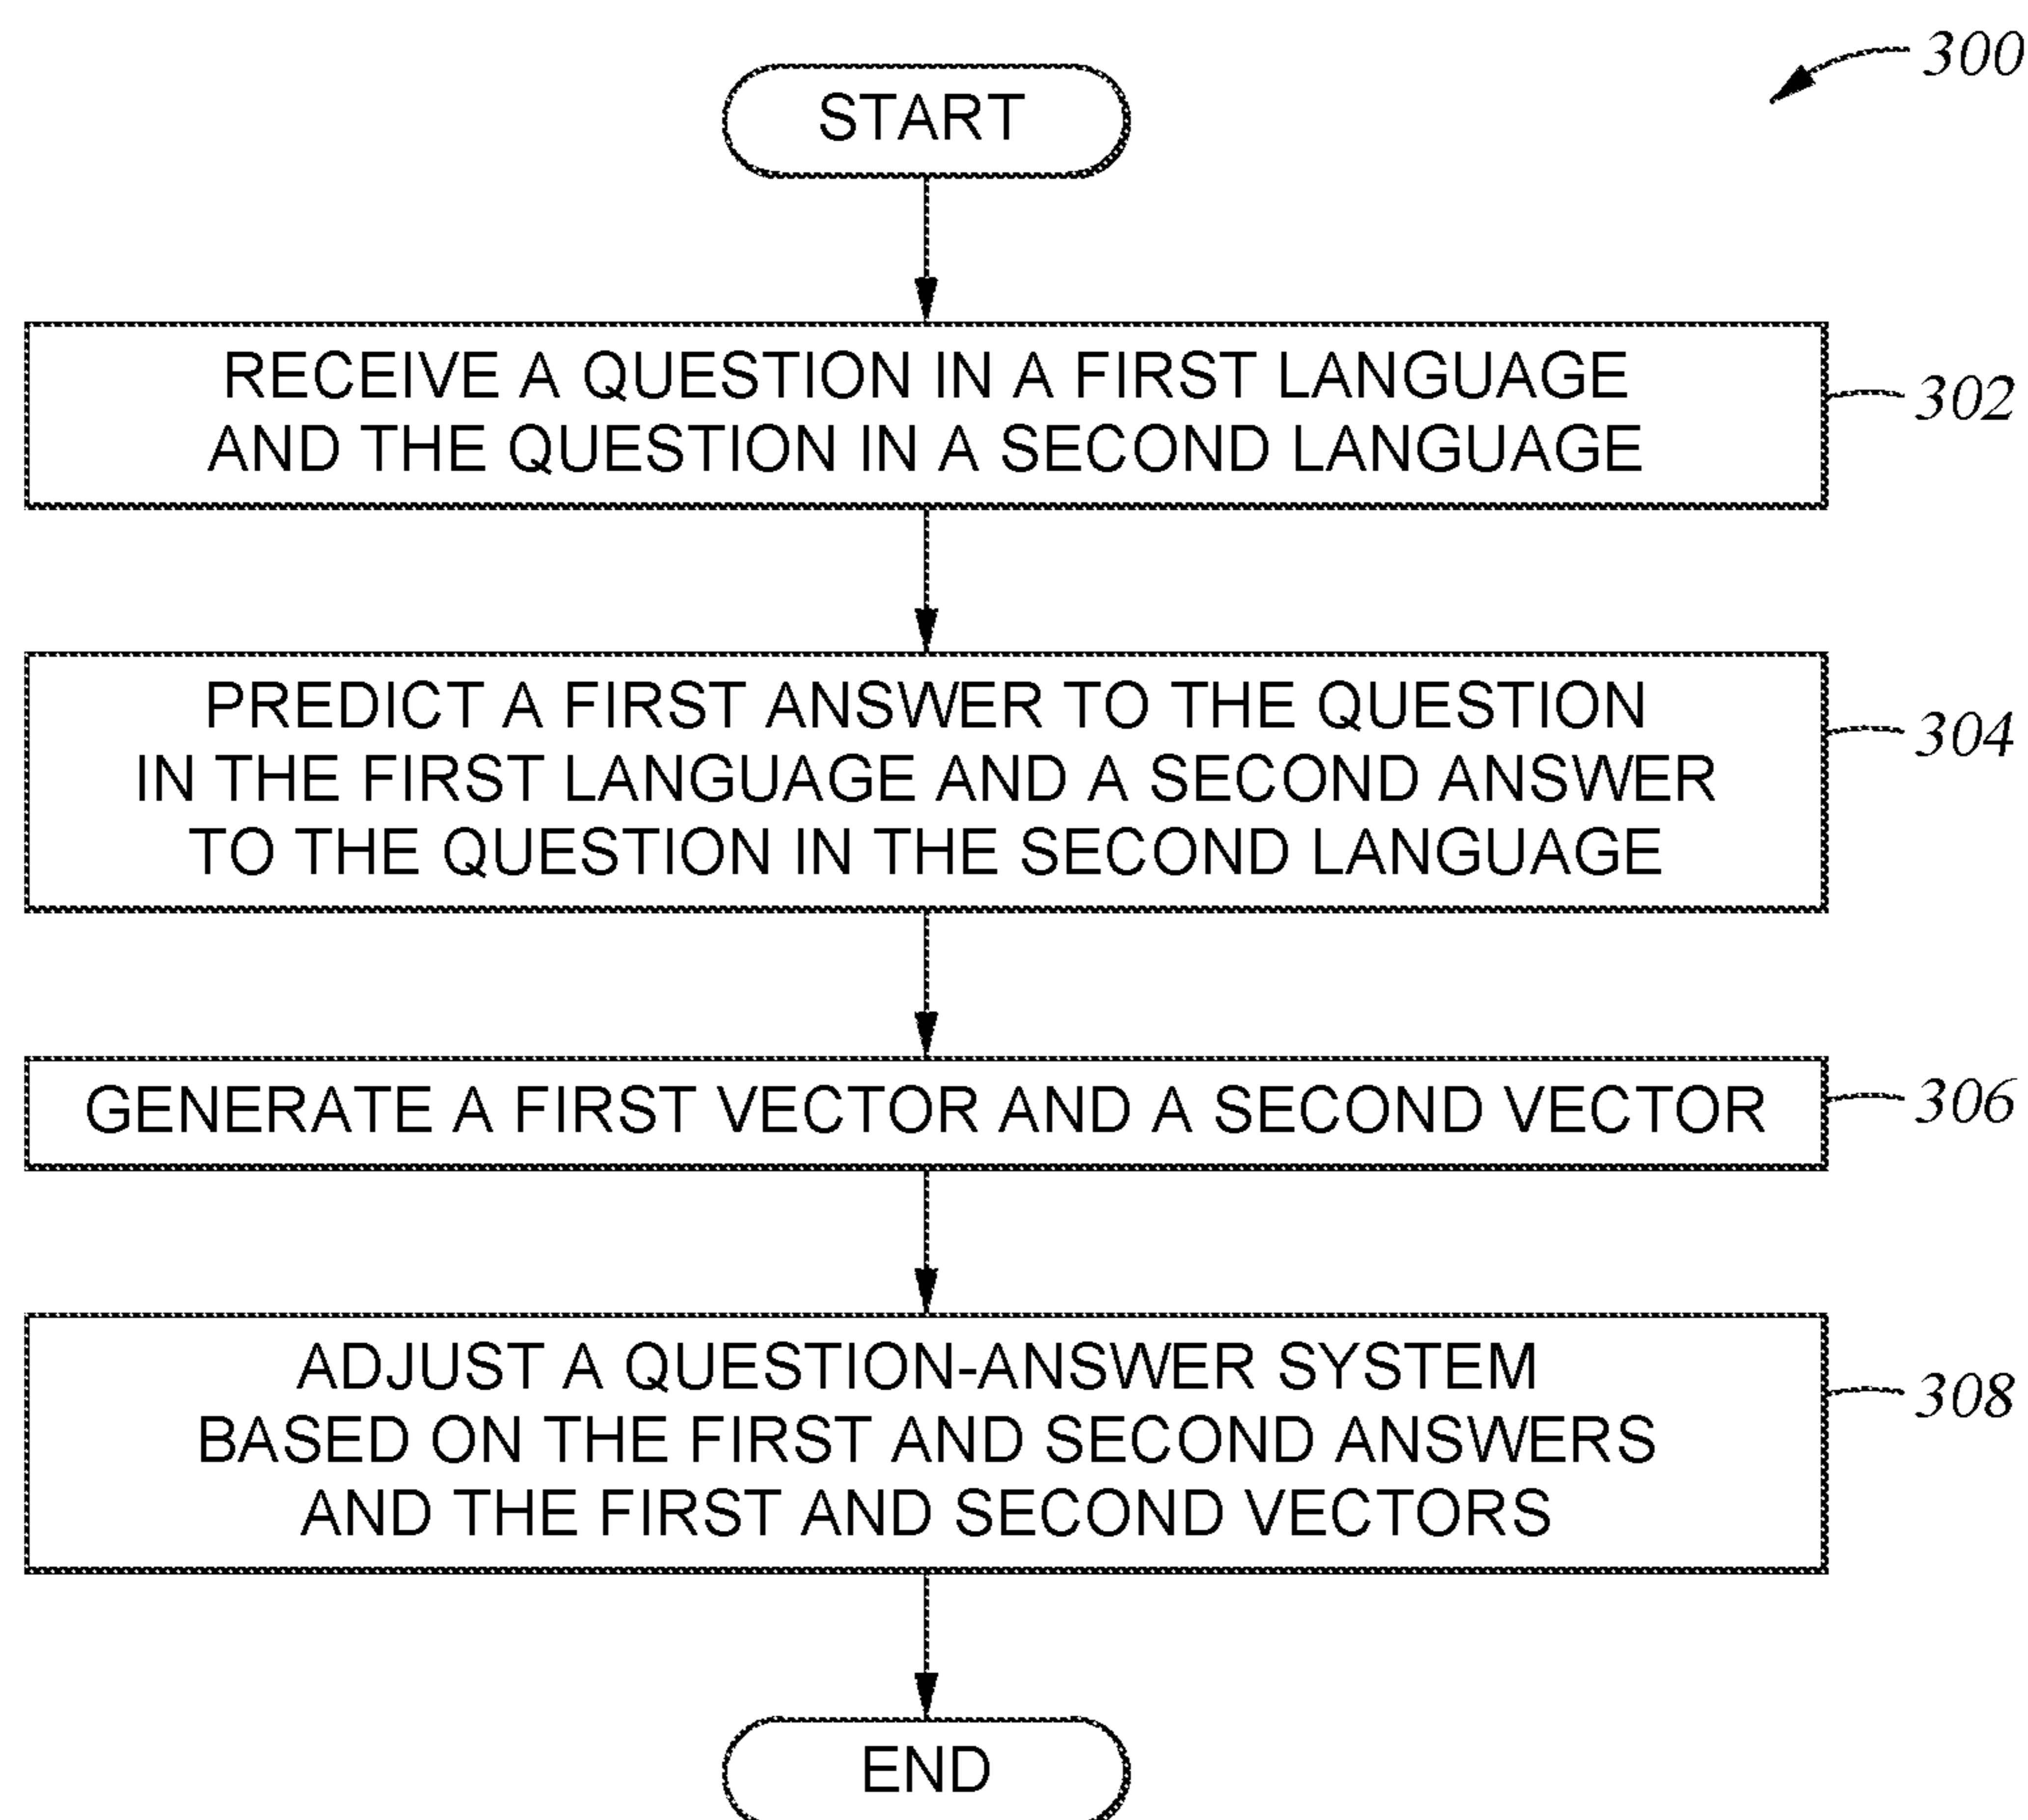 300
START
RECEIVE A QUESTION IN A FIRST LANGUAGE
AND THE QUESTION IN A SECOND LANGUAGE
302
PREDICT A FIRST ANSWER TO THE QUESTION
IN THE FIRST LANGUAGE AND A SECOND ANSWER
TO THE QUESTION IN THE SECOND LANGUAGE
304
GENERATE A FIRST VECTOR AND A SECOND VECTOR
306
ADJUST A QUESTION-ANSWER SYSTEM
BASED ON THE FIRST AND SECOND ANSWERS
AND THE FIRST AND SECOND VECTORS
308
END